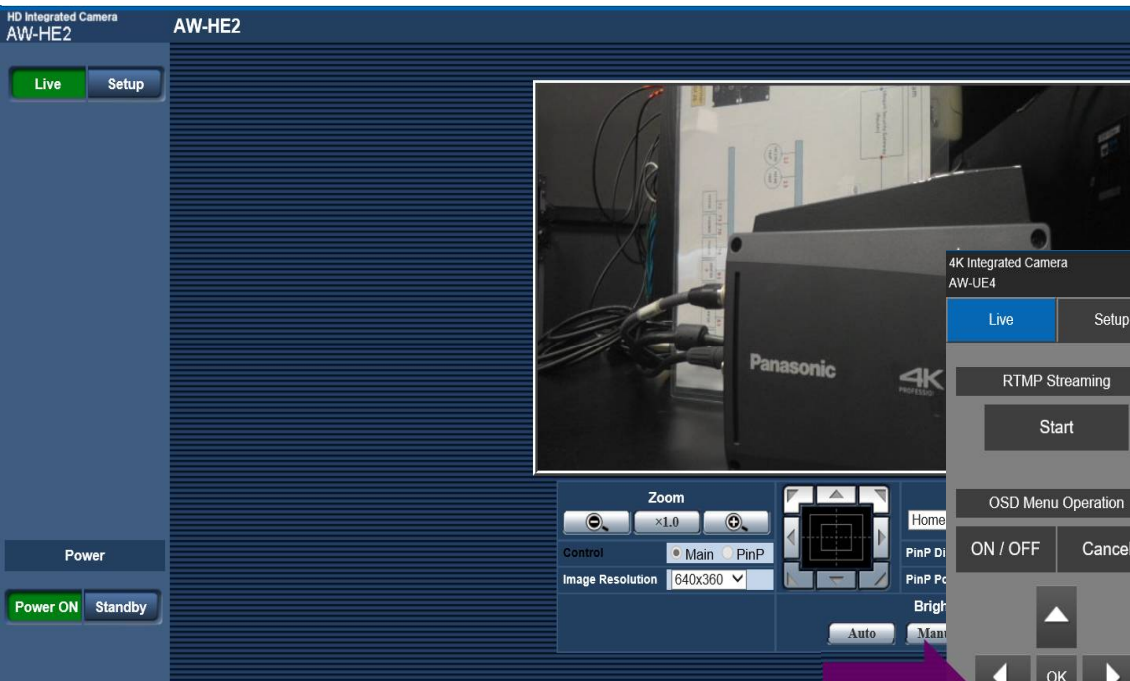 HD Integrated Camera
AW-HE2
AW-HE2
Live
Setup
Panasonic
4K
4K Integrated Camera
AW-UE4
Live
Setup
RTMP Streaming
Start
OSD Menu Operation
ON / OFF
Cancel
OK
Zoom
×1.0
Control
Main
PinP
Image Resolution
640x360
Home
PinP
PinP
Auto
Power
Power ON
Standby